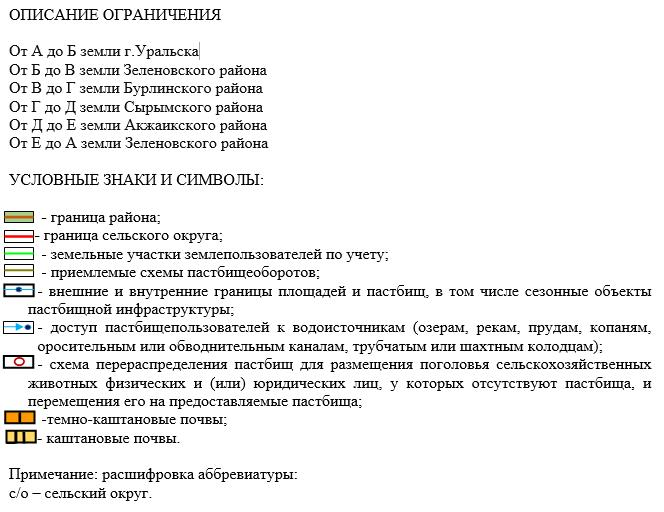 ОПИСАНИЕ ОГРАНИЧЕНИЯ
От А до Б земли г.Уральска
От Б до В земли Зеленовского района
От В до Г земли Бурлинского района
От Г до Д земли Сырымского района
От Д до Е земли Акжаикского района
От Е до А земли Зеленовского района
УСЛОВНЫЕ ЗНАКИ И СИМВОЛЫ:
- граница района;
- граница сельского округа;
- земельные участки землепользователей по учету;
- приемлемые схемы пастбищеоборотов;
- внешние и внутренние границы площадей и пастбищ, в том числе сезонные объекты
пастбищной инфраструктуры;
- доступ пастбищепользователей к водоисточникам (озерам, рекам, прудам, копаням,
оросительным или обводнительным каналам, трубчатым или шахтным колодцам);
- схема перераспределения пастбищ для размещения поголовья сельскохозяйственных
животных физических и (или) юридических лиц, у которых отсутствуют пастбища, и
перемещения его на предоставляемые пастбища;
-темно-каштановые почвы;
- каштановые почвы.
Примечание: расшифровка аббревиатуры:
с/о – сельский округ.